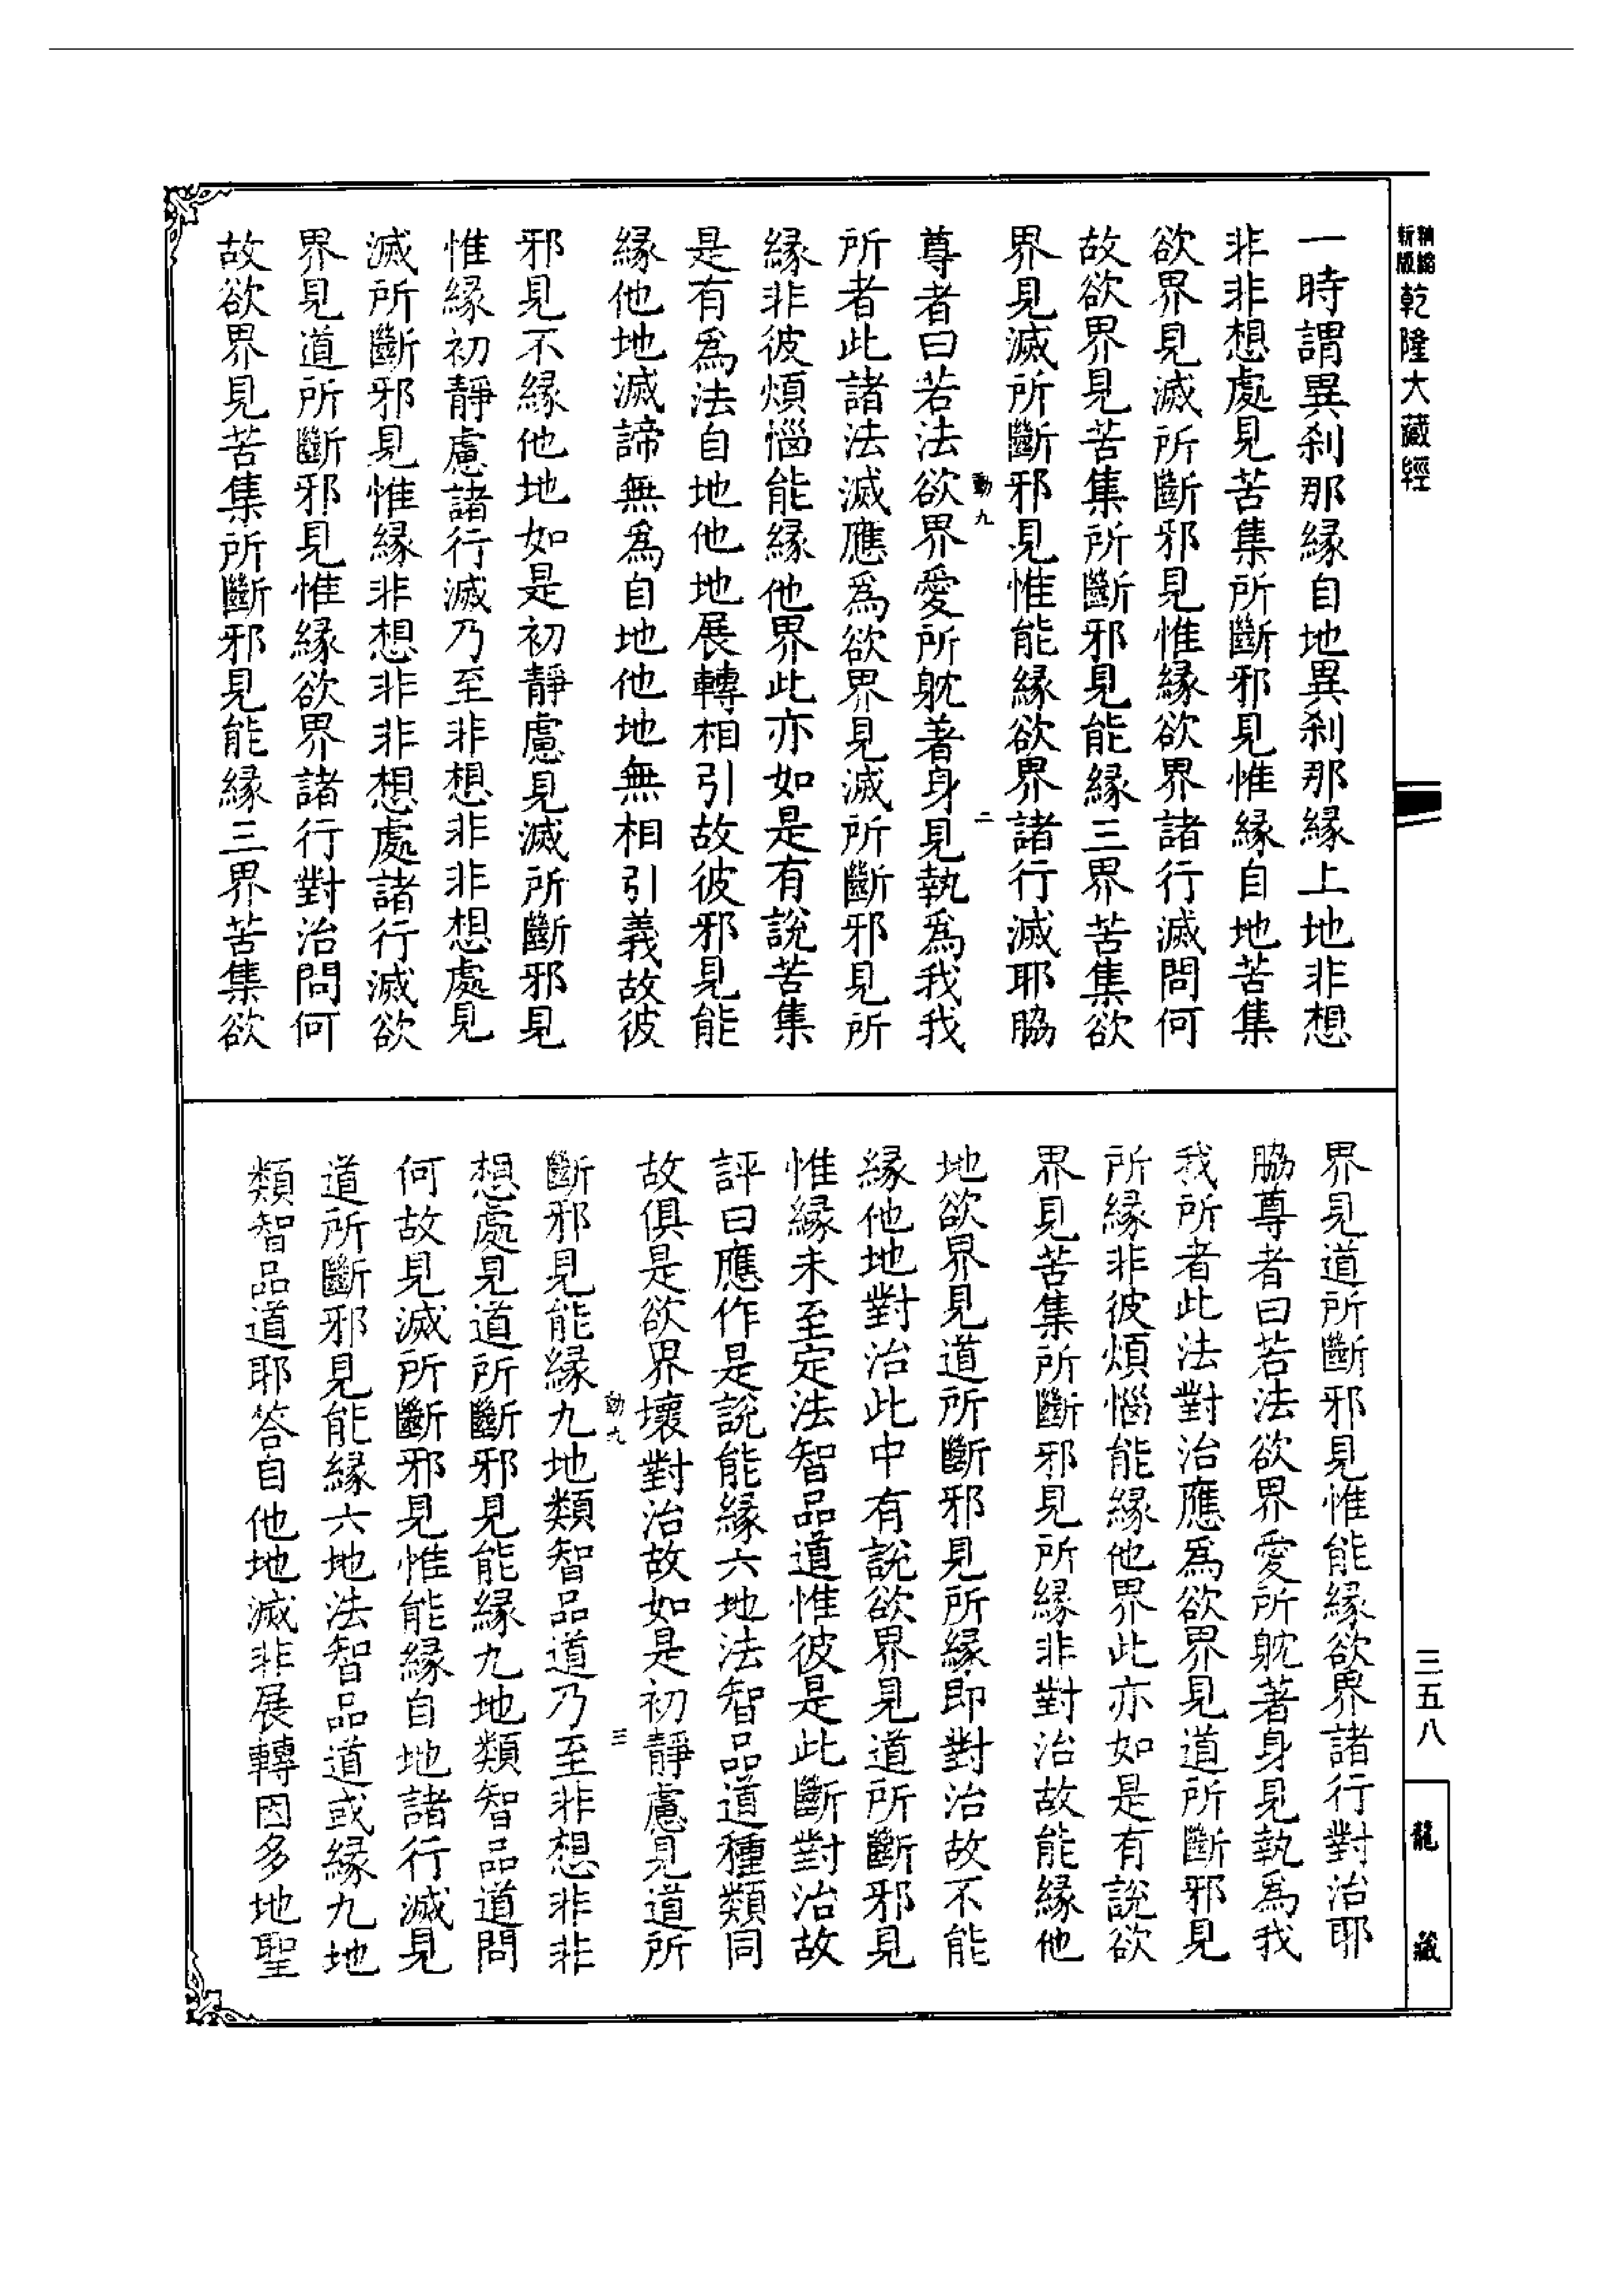 新版精縮乾隆大藏經
一時謂異刹那緣自地異刹那緣上地非想
非非想處見苦集所斷邪見惟緣自地苦集
欲界見滅所斷邪見惟緣欲界諸行滅問何
故欲界見苦集所斷邪見能緣三界苦集欲
界見滅所斷邪見惟能緣欲界諸行滅耶脇
動九 二
尊者曰若法欲界愛所躭著身見執爲我我
所者此諸法滅應爲欲界見滅所斷邪見所
緣非彼煩惱能緣他界此亦如是有說苦集
是有爲法自地他地展轉相引故彼邪見能
緣他地滅諦無爲自地他地無相引義故彼
邪見不緣他地如是初靜慮見滅所斷邪見
惟緣初靜慮諸行滅乃至非想非非想處見
滅所斷邪見惟緣非想非非想處諸行滅欲
界見道所斷邪見惟緣欲界諸行對治問何
故欲界見苦集所斷邪見能緣三界苦集欲
界見道所斷邪見惟能緣欲界諸行對治耶
脇尊者曰若法欲界愛所躭著身見執爲我
我所者此法對治應爲欲界見道所斷邪見
所緣非彼煩惱能緣他界此亦如是有說欲
界見苦集所斷邪見所緣非對治故能緣他
地欲界見道所斷邪見所緣即對治故不能
緣他地對治此中有說欲界見道所斷邪見
惟緣未至定法智品道惟彼是此斷對治故
評曰應作是說能緣六地法智品道種類同
故俱是欲界壞對治故如是初靜慮見道所
動九 三
斷邪見能緣九地類智品道乃至非想非非
想處見道所斷邪見能緣九地類智品道問
何故見滅所斷邪見惟能緣自地諸行滅見
道所斷邪見能緣六地法智品道或緣九地
類智品道耶答自他地滅非展轉因多地聖
三五八
龍藏